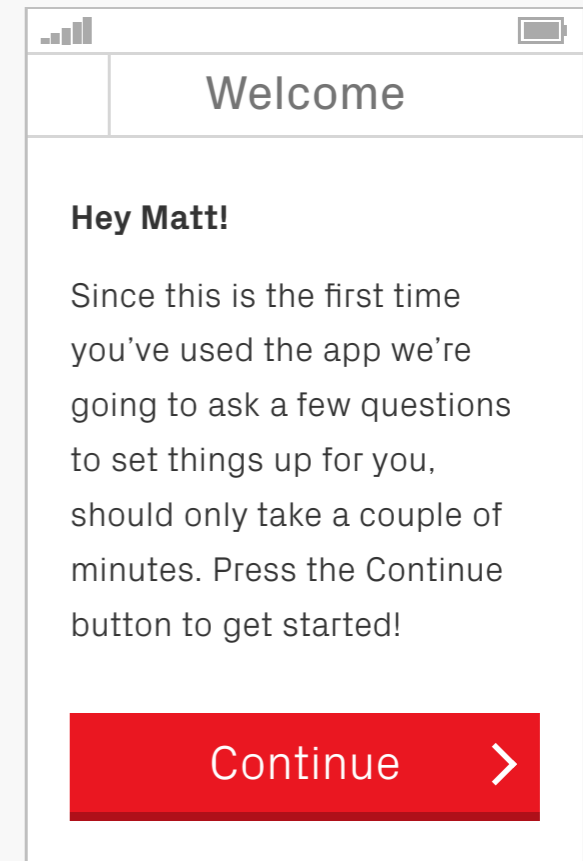 Welcome
Hey Matt!
Since this is the first time
you’ve used the app we’re
going to ask a few questions
to set things up for you,
should only take a couple of
minutes. Press the Continue
button to get started!
Continue